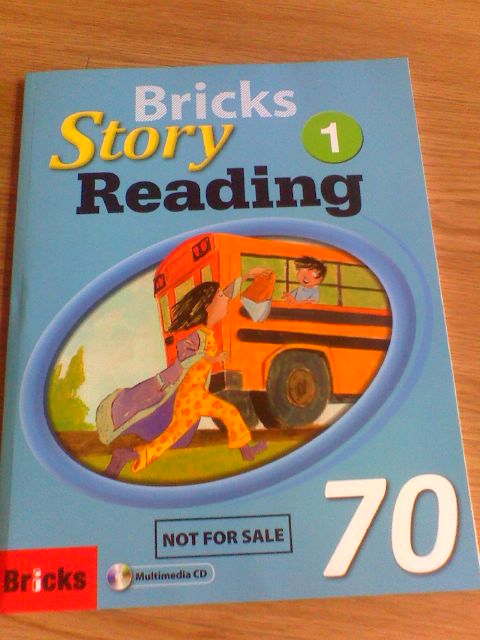 Bricks
Story
1
Reading
NOT FOR SALE
70
Bricks
Multimedia CD